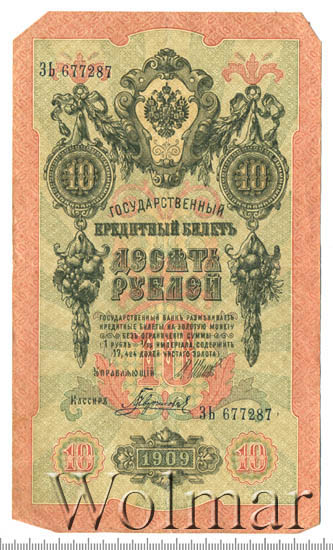 ЗЬ 677287
10 10
ГОСУДАРСТВЕННЫЙ
КРЕДИТНЫЙ БИЛЕТЪ
ДЕСЯТЬ
РУБЛЕЙ
ГОСУДАРСТВЕННЫЙ БАНКЪ РАЗМѢНИВАЕТЪ
КРЕДИТНЫЕ БИЛЕТЫ НА ЗОЛОТУЮ МОНЕТУ
БЕЗЪ ОГРАНИЧЕНІЯ СУММЫ
(1 РУБЛЬ = 1/15 ИМПЕРІАЛА, СОДЕРЖИТЪ
17,424 ДОЛЕЙ ЧИСТАГО ЗОЛОТА)
УПРАВЛЯЮЩІЙ
10
Кассиръ
ЗЬ 677287
10 1909 10
Wolmar